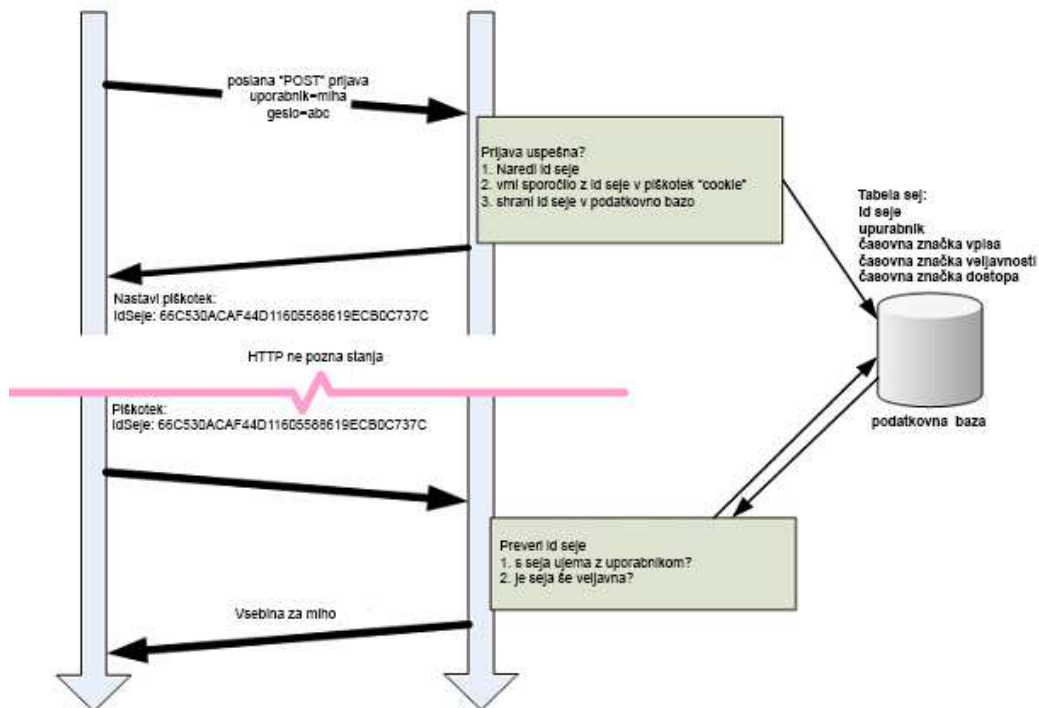 poslana "POST" prijava
uporabnik=miha
geslo=abc
Prijava uspešna?
1. Naredi id seje
2. vrni sporočilo z id seje v piškotek "cookie"
3. shrani id seje v podatkovno bazo
Tabela sej:
id seje
upurabnik
časovna značka vpisa
časovna značka veljavnosti
časovna značka dostopa
Nastavi piškotek:
idSeje: 66C530ACAF44D11605588619ECB0C737C
HTTP ne pozna stanja
Piškotek:
idSeje: 66C530ACAF44D11605588619ECB0C737C
podatkovna baza
Preveri id seje
1. s seja ujema z uporabnikom?
2. je seja še veljavna?
Vsebina za miho